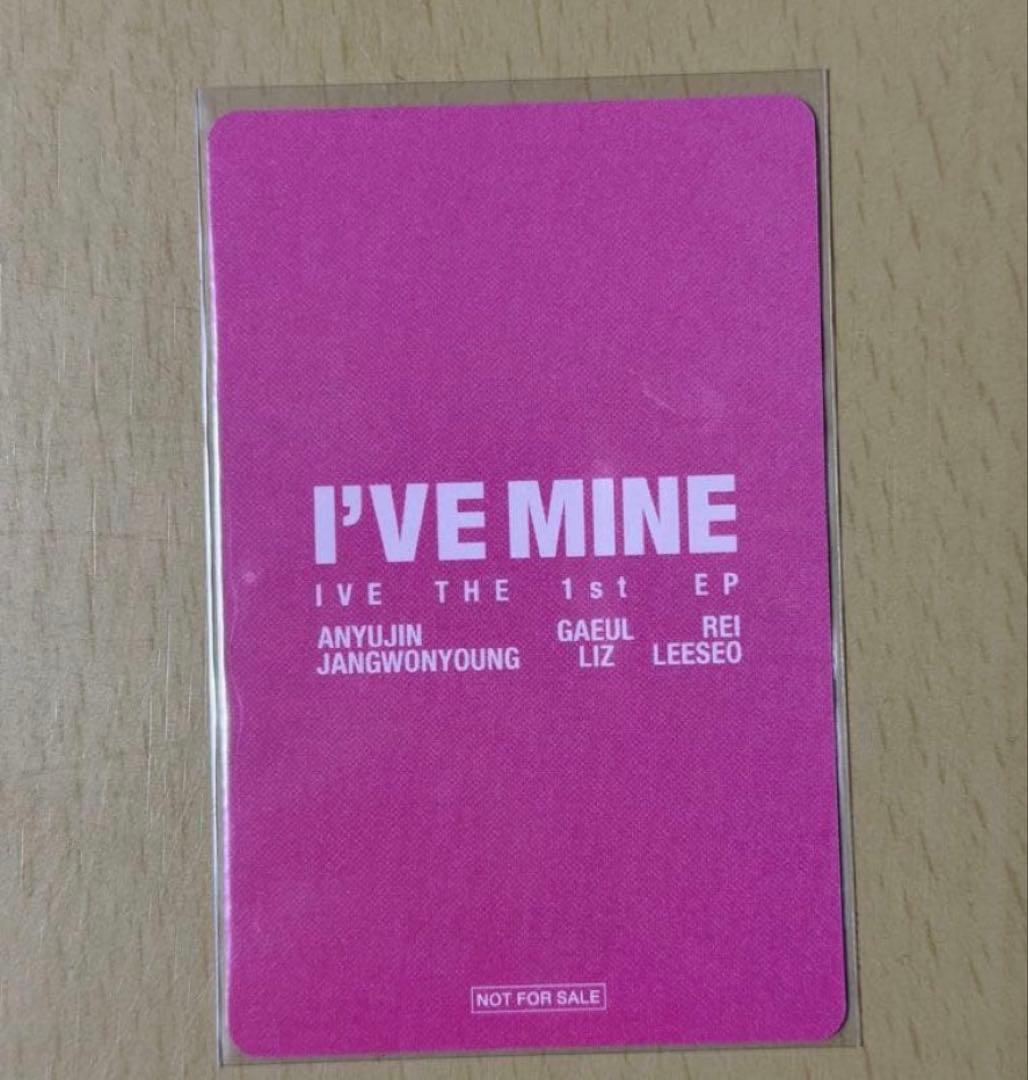 I'VE MINE
IVE THE 1st EP
ANYUJIN GAEUL REI
JANGWONYOUNG LIZ LEESEO
NOT FOR SALE